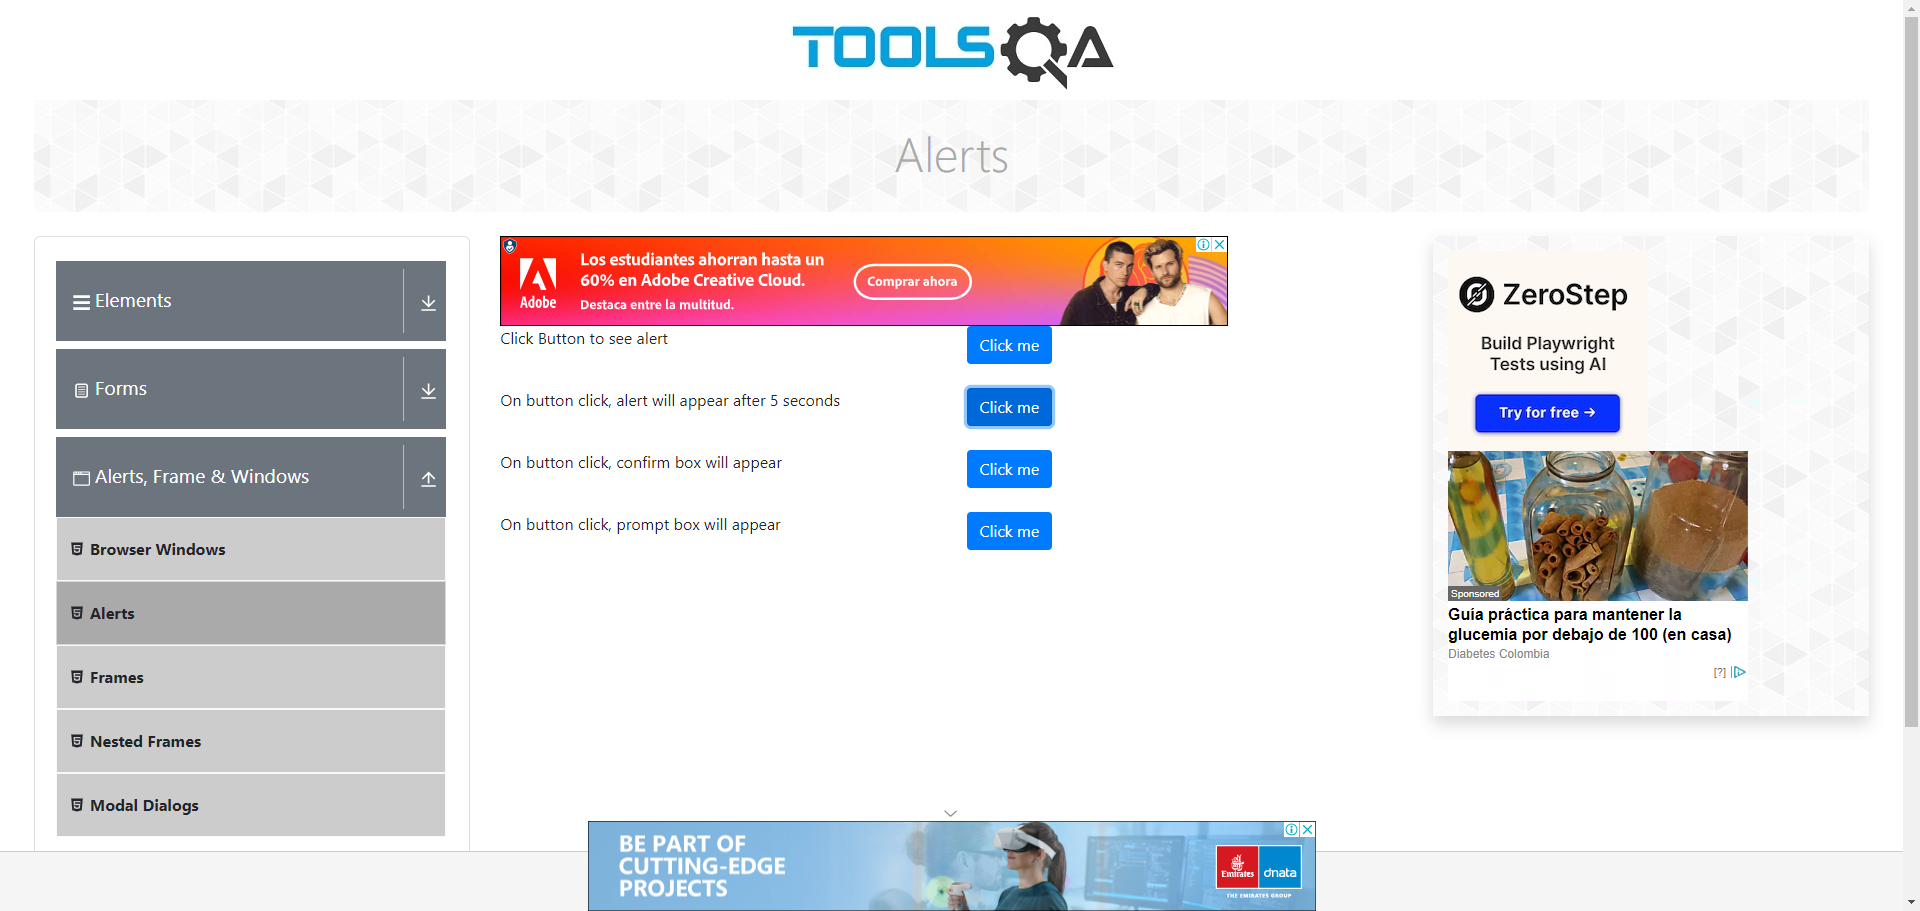 TOOLSQA
Alerts
Elements
Forms
Alerts, Frame & Windows
Browser Windows
Alerts
Frames
Nested Frames
Modal Dialogs
Adobe
Los estudiantes ahorran hasta un
60% en Adobe Creative Cloud.
Destaca entre la multitud.
Comprar ahora
Click Button to see alert
Click me
On button click, alert will appear after 5 seconds
Click me
On button click, confirm box will appear
Click me
On button click, prompt box will appear
Click me
ZeroStep
Build Playwright
Tests using AI
Try for free →
Sponsored
Guía práctica para mantener la
glucemia por debajo de 100 (en casa)
Diabetes Colombia
[?]
BE PART OF
CUTTING-EDGE
PROJECTS
Emirates
dnata
THE EMIRATES GROUP